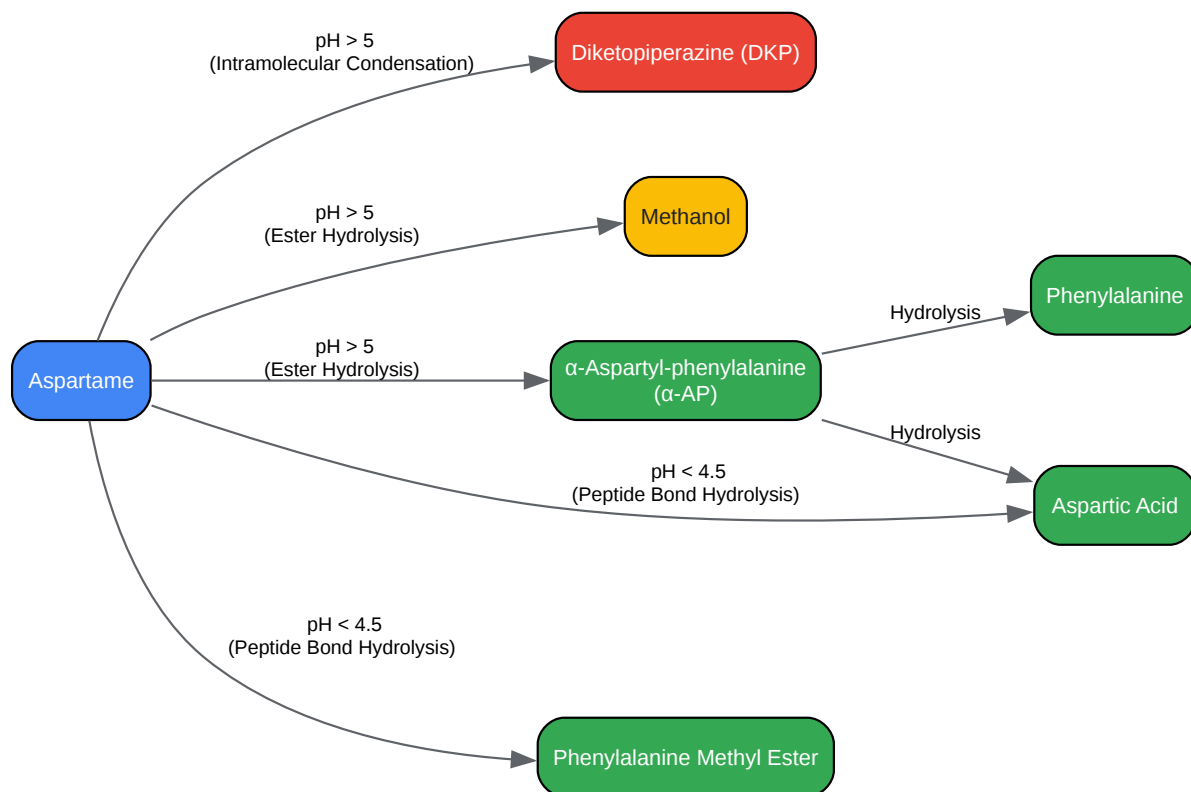 pH > 5
(Intramolecular Condensation)
Diketopiperazine (DKP)
pH > 5
(Ester Hydrolysis)
Methanol
Aspartame
pH > 5
(Ester Hydrolysis)
α-Aspartyl-phenylalanine
(α-AP)
Hydrolysis
Phenylalanine
Hydrolysis
Aspartic Acid
pH < 4.5
(Peptide Bond Hydrolysis)
pH < 4.5
(Peptide Bond Hydrolysis)
Phenylalanine Methyl Ester